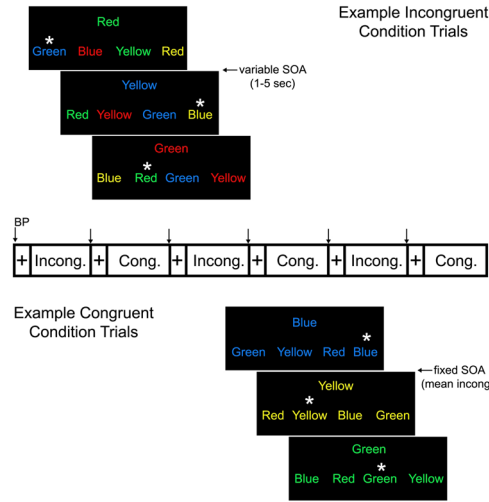 Example Incongruent
Condition Trials
Red
*
Green Blue Yellow Red
variable SOA
(1-5 sec)
Yellow
*
Red Yellow Green Blue
Green
*
Blue Red Green Yellow
BP
+ Incong. + Cong. + Incong. + Cong. + Incong. + Cong.
Example Congruent
Condition Trials
Blue
*
Green Yellow Red Blue
fixed SOA
(mean incong
Yellow
*
Red Yellow Blue Green
Green
*
Blue Red Green Yellow